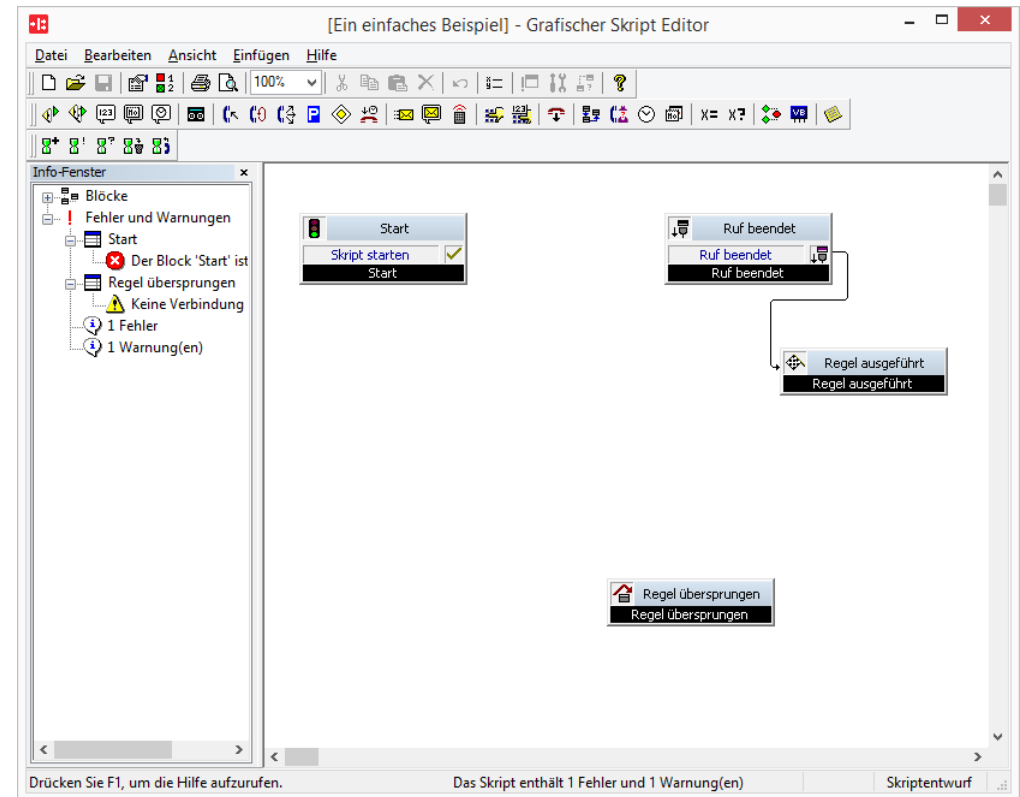 [Ein einfaches Beispiel] - Grafischer Skript Editor
Datei Bearbeiten Ansicht Einfügen Hilfe
100%
X= X?
VB
Info-Fenster x
Blöcke
Fehler und Warnungen
Start
Der Block 'Start' ist
Regel übersprungen
Keine Verbindung
1 Fehler
1 Warnung(en)
Start
Skript starten
Start
Ruf beendet
Ruf beendet
Ruf beendet
Regel ausgeführt
Regel ausgeführt
Regel übersprungen
Regel übersprungen
Drücken Sie F1, um die Hilfe aufzurufen. Das Skript enthält 1 Fehler und 1 Warnung(en) Skriptentwurf